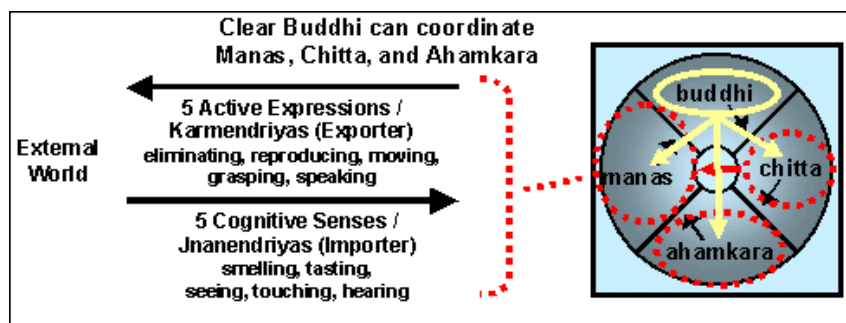 Clear Buddhi can coordinate
Manas, Chitta, and Ahamkara
5 Active Expressions /
Karmendriyas (Exporter)
eliminating, reproducing, moving,
grasping, speaking
External
World
5 Cognitive Senses /
Jnanendriyas (Importer)
smelling, tasting,
seeing, touching, hearing
buddhi
manas
chitta
ahamkara